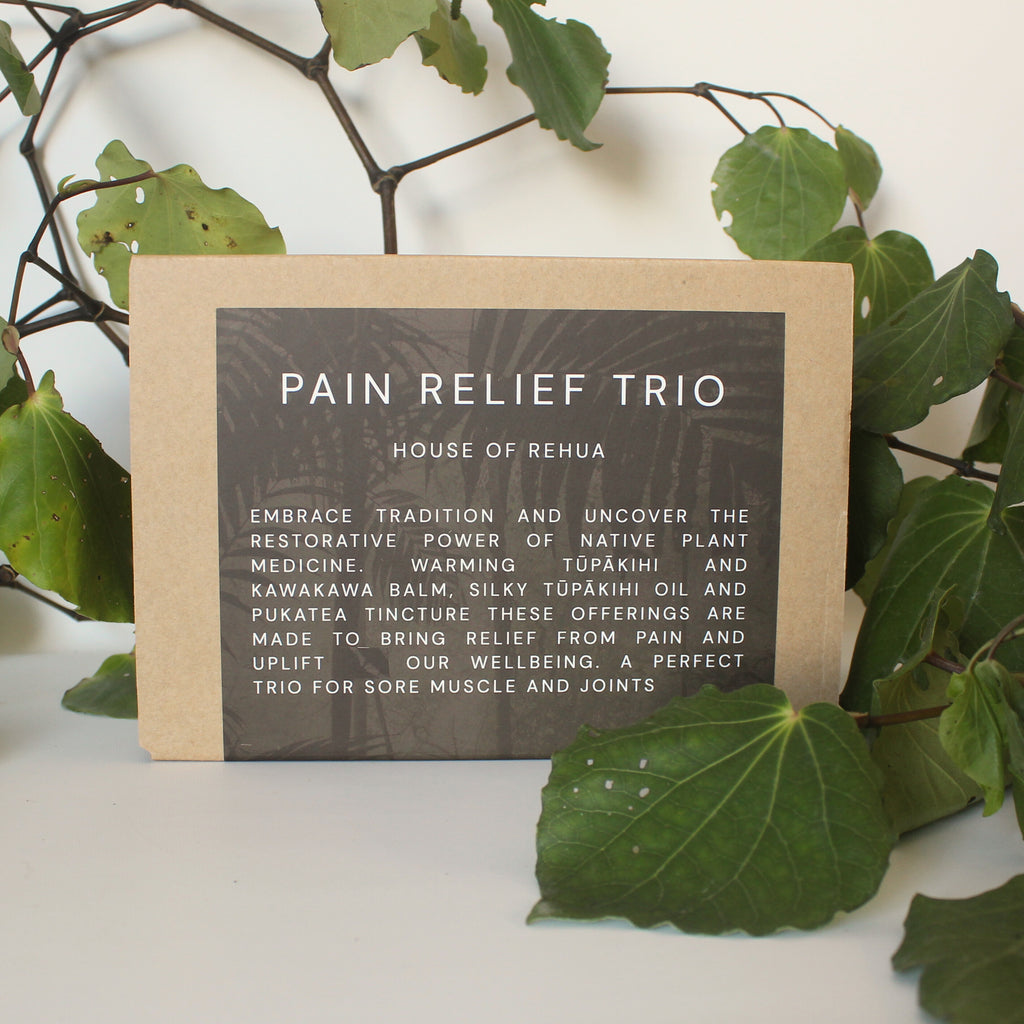 PAIN RELIEF TRIO
HOUSE OF REHUA
EMBRACE TRADITION AND UNCOVER THE
RESTORATIVE POWER OF NATIVE PLANT
MEDICINE. WARMING TŪPĀKIHI AND
KAWAKAWA BALM, SILKY TŪPĀKIHI OIL AND
PUKATEA TINCTURE THESE OFFERINGS ARE
MADE TO BRING RELIEF FROM PAIN AND
UPLIFT OUR WELLBEING. A PERFECT
TRIO FOR SORE MUSCLE AND JOINTS